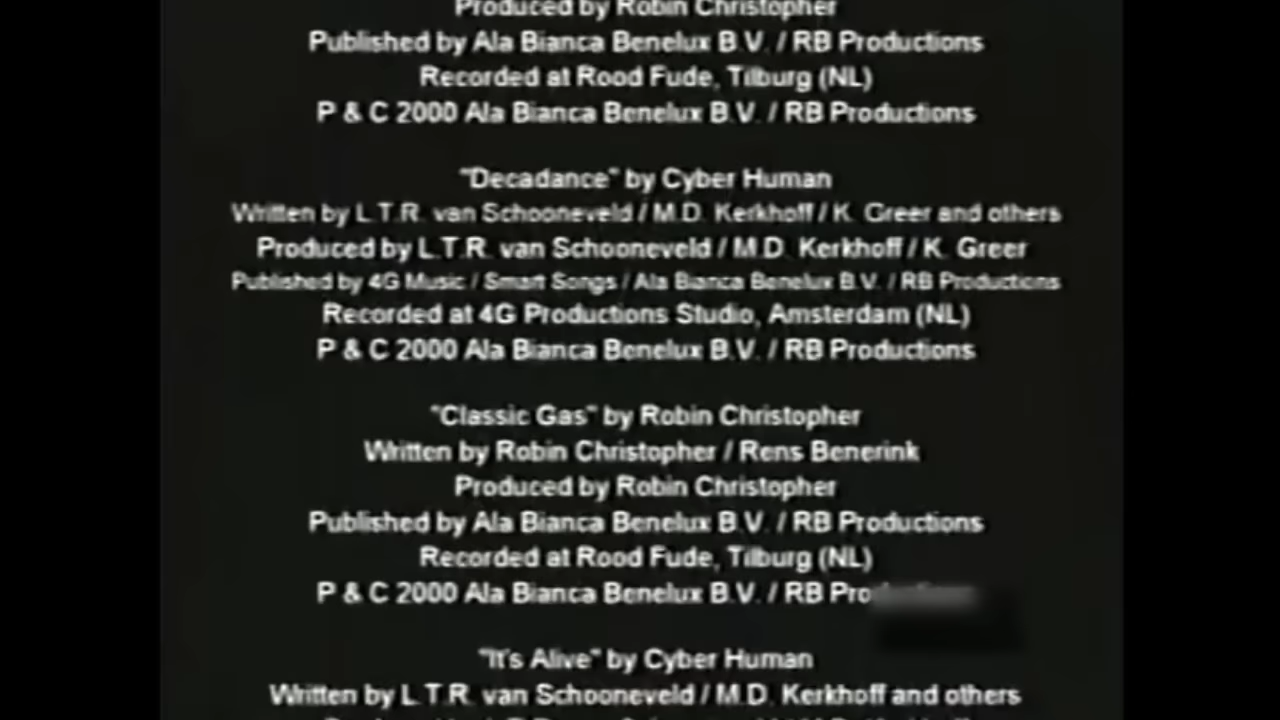 Produced by Robin Christopher
Published by Ala Bianca Benelux B.V. / RB Productions
Recorded at Rood Fude, Tilburg (NL)
P & C 2000 Ala Bianca Benelux B.V. / RB Productions
"Decadance" by Cyber Human
Written by L.T.R. van Schooneveld / M.D. Kerkhoff / K. Greer and others
Produced by L.T.R. van Schooneveld / M.D. Kerkhoff / K. Greer
Published by 4G Music / Smart Songs / Ala Bianca Benelux B.V. / RB Productions
Recorded at 4G Productions Studio, Amsterdam (NL)
P & C 2000 Ala Bianca Benelux B.V. / RB Productions
"Classic Gas" by Robin Christopher
Written by Robin Christopher / Rens Benerink
Produced by Robin Christopher
Published by Ala Bianca Benelux B.V. / RB Productions
Recorded at Rood Fude, Tilburg (NL)
P & C 2000 Ala Bianca Benelux B.V. / RB
"It's Alive" by Cyber Human
Written by L.T.R. van Schooneveld / M.D. Kerkhoff and others